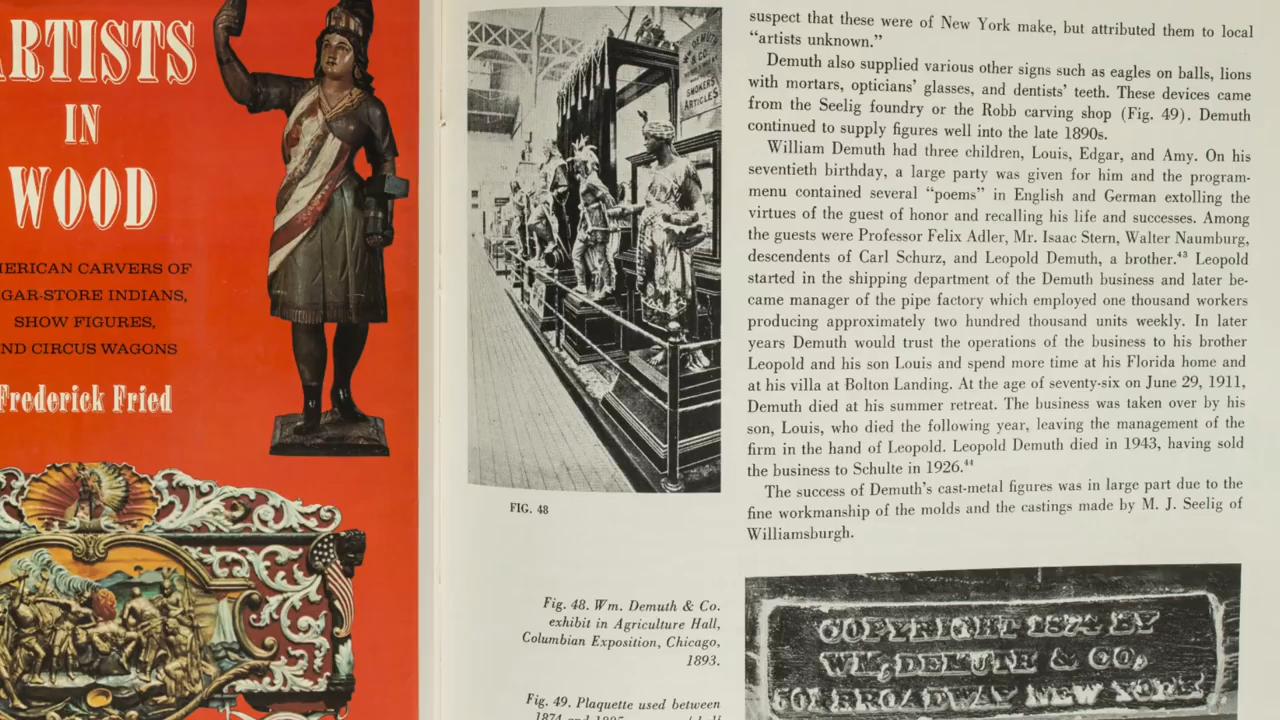 ARTISTS
IN
WOOD
AMERICAN CARVERS OF
CIGAR-STORE INDIANS,
SHOW FIGURES,
AND CIRCUS WAGONS
Frederick Fried
DEMUTH
& CO.
SMOKERS
ARTICLES
FIG. 48
Fig. 48. Wm. Demuth & Co.
exhibit in Agriculture Hall,
Columbian Exposition, Chicago,
1893.
Fig. 49. Plaquette used between
1874 and
suspect that these were of New York make, but attributed them to local
“artists unknown.”
Demuth also supplied various other signs such as eagles on balls, lions
with mortars, opticians’ glasses, and dentists’ teeth. These devices came
from the Seelig foundry or the Robb carving shop (Fig. 49). Demuth
continued to supply figures well into the late 1890s.
William Demuth had three children, Louis, Edgar, and Amy. On his
seventieth birthday, a large party was given for him and the program-
menu contained several “poems” in English and German extolling the
virtues of the guest of honor and recalling his life and successes. Among
the guests were Professor Felix Adler, Mr. Isaac Stern, Walter Naumburg,
descendents of Carl Schurz, and Leopold Demuth, a brother.⁴³ Leopold
started in the shipping department of the Demuth business and later be-
came manager of the pipe factory which employed one thousand workers
producing approximately two hundred thousand units weekly. In later
years Demuth would trust the operations of the business to his brother
Leopold and his son Louis and spend more time at his Florida home and
at his villa at Bolton Landing. At the age of seventy-six on June 29, 1911,
Demuth died at his summer retreat. The business was taken over by his
son, Louis, who died the following year, leaving the management of the
firm in the hand of Leopold. Leopold Demuth died in 1943, having sold
the business to Schulte in 1926.⁴⁴
The success of Demuth’s cast-metal figures was in large part due to the
fine workmanship of the molds and the castings made by M. J. Seelig of
Williamsburgh.
COPYRIGHT 1874 BY
WM, DEMUTH & CO,
501 BROADWAY NEW YORK